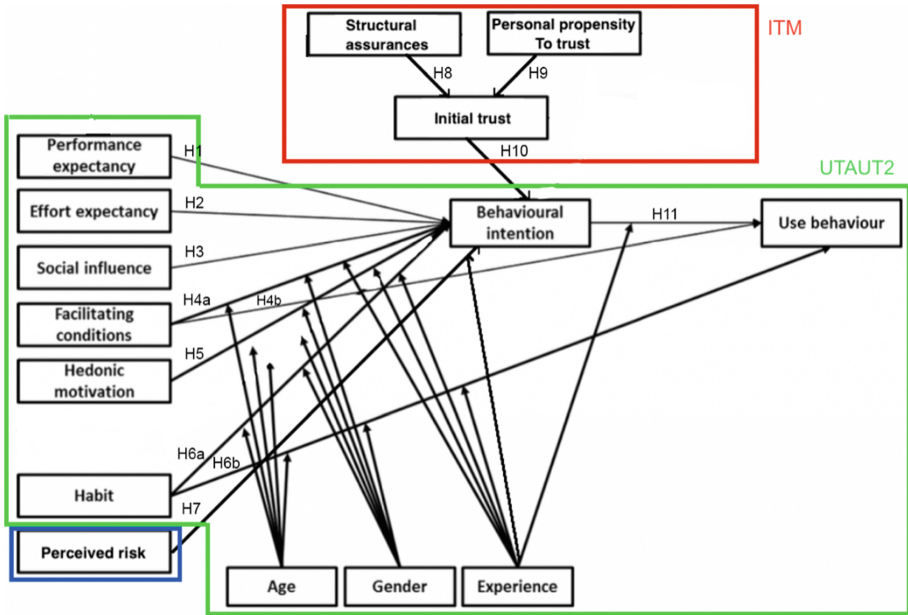 Structural
assurances
Personal propensity
To trust
ITM
H8
H9
Initial trust
H10
UTAUT2
Performance
expectancy
H1
Effort expectancy
H2
Behavioural
intention
H11
Use behaviour
Social influence
H3
Facilitating
conditions
H4a
H4b
Hedonic
motivation
H5
H6a
H6b
Habit
H7
Perceived risk
Age
Gender
Experience